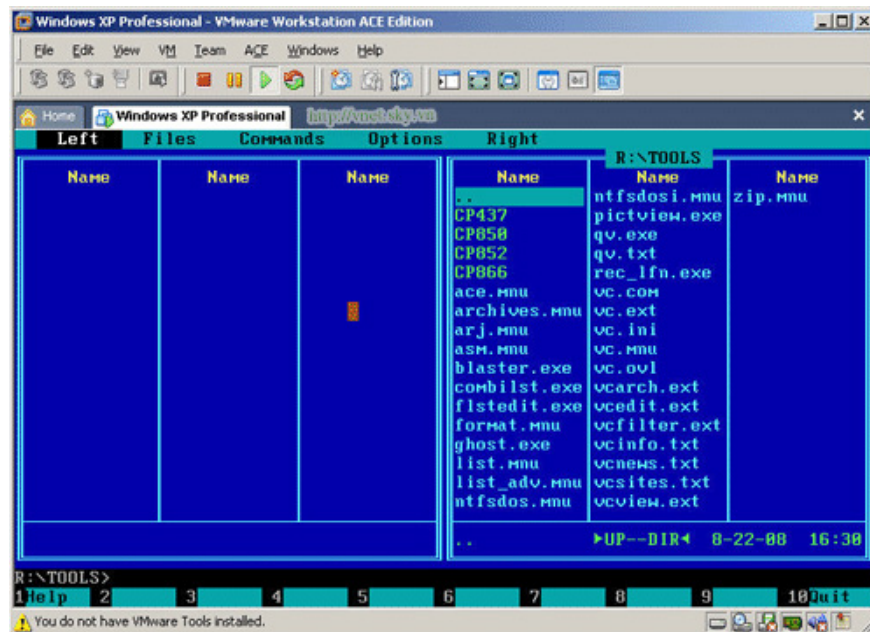 Windows XP Professional - VMware Workstation ACE Edition
File Edit View VM Team ACE Windows Help
Home Windows XP Professional
Left Files Commands Options Right
R:\TOOLS
Name Name Name Name Name Name
.. ntfsdosi.mnu zip.mnu
CP437 pictview.exe
CP850 qv.exe
CP852 qv.txt
CP866 rec_lfn.exe
ace.mnu vc.com
archives.mnu vc.ext
arj.mnu vc.ini
asm.mnu vc.mnu
blaster.exe vc.ovl
combilst.exe vcarch.ext
flstedit.exe vcedit.ext
format.mnu vcfilter.ext
ghost.exe vcinfo.txt
list.mnu vcnews.txt
list_adv.mnu vcsites.txt
ntfsdos.mnu vcview.ext
.. ►UP--DIR◄ 8-22-08 16:30
R:\TOOLS>
1Help 2 3 4 5 6 7 8 9 10Quit
You do not have VMware Tools installed.